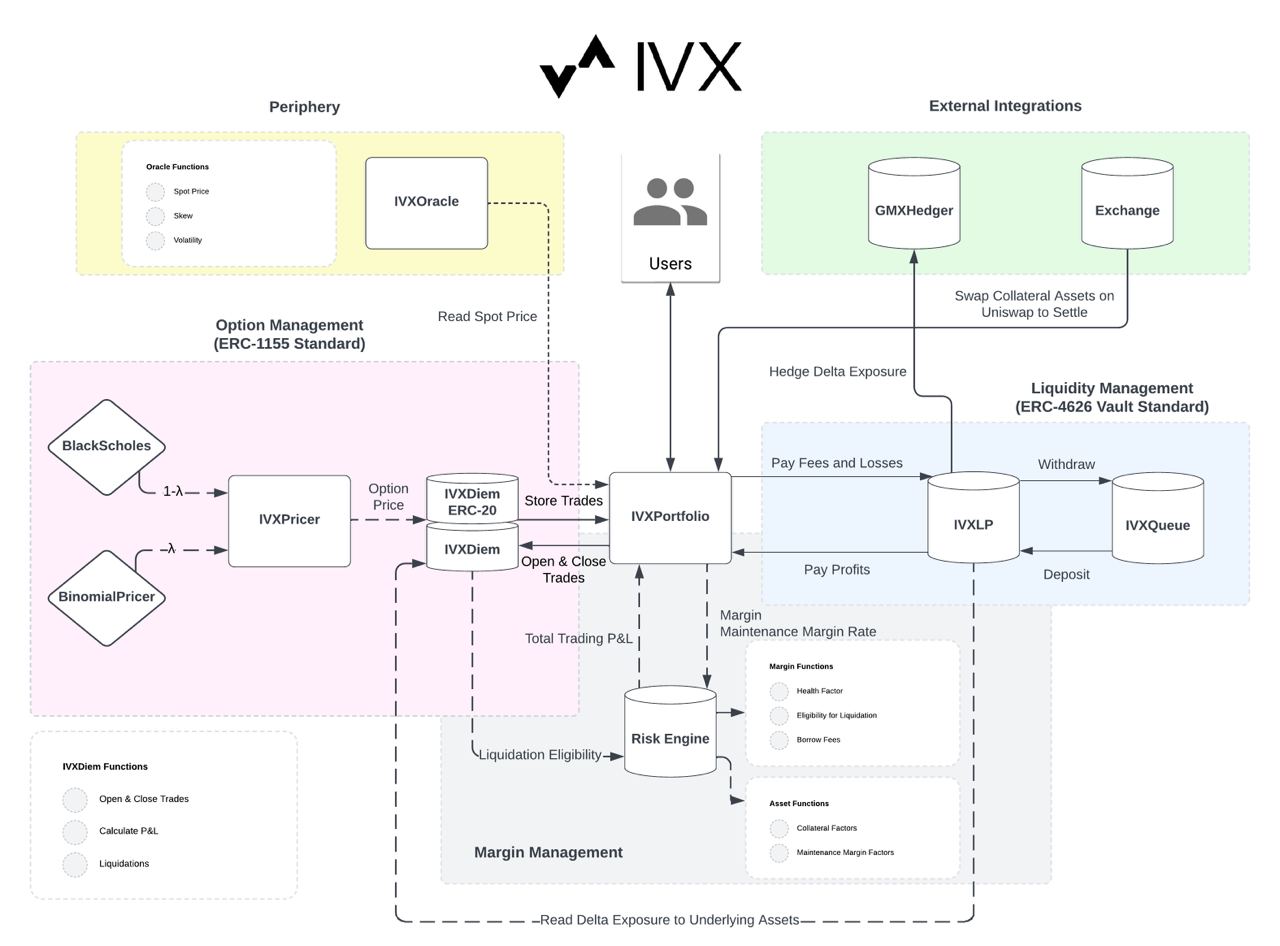 IVX
Periphery
External Integrations
Oracle Functions
Spot Price
Skew
Volatility
IVXOracle
Users
GMXHedger
Exchange
Read Spot Price
Swap Collateral Assets on
Uniswap to Settle
Option Management
(ERC-1155 Standard)
Hedge Delta Exposure
Liquidity Management
(ERC-4626 Vault Standard)
BlackScholes
1-λ
IVXPricer
Option
Price
IVXDiem
ERC-20
IVXDiem
Store Trades
Open & Close
Trades
IVXPortfolio
Pay Fees and Losses
IVXLP
Withdraw
IVXQueue
Pay Profits
Deposit
λ
BinomialPricer
Total Trading P&L
Margin
Maintenance Margin Rate
Margin Functions
Health Factor
Eligibility for Liquidation
Borrow Fees
Risk Engine
Liquidation Eligibility
Asset Functions
Collateral Factors
Maintenance Margin Factors
Margin Management
IVXDiem Functions
Open & Close Trades
Calculate P&L
Liquidations
Read Delta Exposure to Underlying Assets